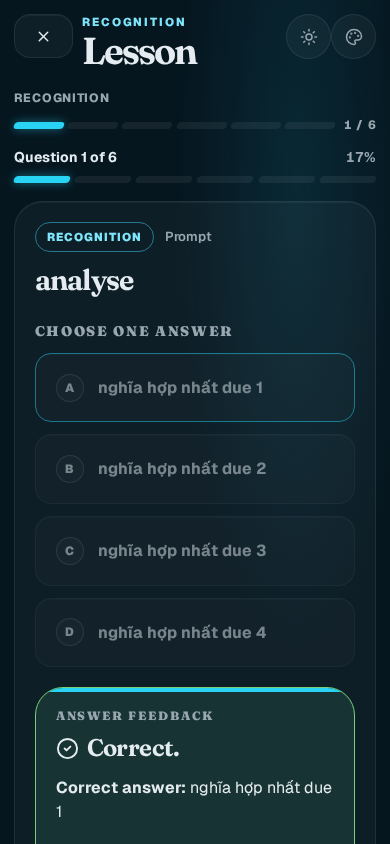 RECOGNITION
Lesson
RECOGNITION
1 / 6
Question 1 of 6
17%
RECOGNITION Prompt
analyse
CHOOSE ONE ANSWER
A nghĩa hợp nhất due 1
B nghĩa hợp nhất due 2
C nghĩa hợp nhất due 3
D nghĩa hợp nhất due 4
ANSWER FEEDBACK
Correct.
Correct answer: nghĩa hợp nhất due
1